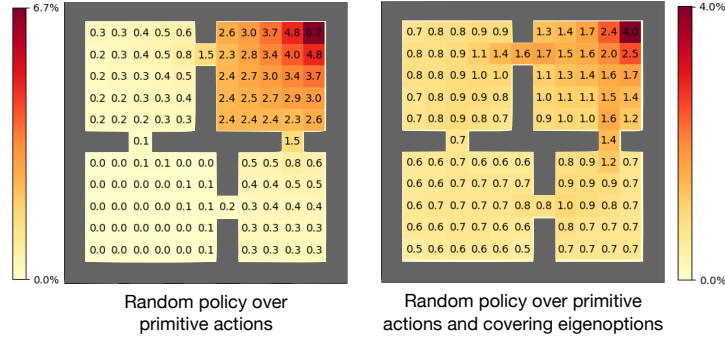 6.7%
0.3 0.3 0.4 0.5 0.6 2.6 3.0 3.7 4.8 6.7
0.3 0.3 0.4 0.5 0.8 1.5 2.3 2.8 3.4 4.0 4.8
0.2 0.3 0.3 0.4 0.5 2.4 2.7 3.0 3.4 3.7
0.2 0.2 0.3 0.3 0.4 2.4 2.5 2.7 2.9 3.0
0.2 0.2 0.2 0.3 0.3 2.4 2.4 2.4 2.3 2.6
0.1 1.5
0.0 0.0 0.1 0.1 0.0 0.0 0.5 0.5 0.8 0.6
0.0 0.0 0.0 0.0 0.1 0.1 0.4 0.4 0.5 0.5
0.0 0.0 0.0 0.0 0.1 0.1 0.2 0.3 0.4 0.4 0.4
0.0 0.0 0.0 0.0 0.0 0.1 0.3 0.3 0.3 0.3
0.0 0.0 0.0 0.0 0.0 0.1 0.3 0.3 0.3 0.3
0.0%
Random policy over
primitive actions
4.0%
0.7 0.8 0.8 0.9 0.9 1.3 1.4 1.7 2.4 4.0
0.8 0.8 0.9 1.1 1.4 1.6 1.7 1.5 1.6 2.0 2.5
0.8 0.8 0.9 1.0 1.0 1.1 1.3 1.4 1.6 1.7
0.8 0.8 0.9 0.9 0.9 1.0 1.1 1.1 1.5 1.4
0.7 0.8 0.9 0.9 0.8 0.9 1.0 1.0 1.6 1.2
0.7 1.4
0.6 0.6 0.7 0.6 0.6 0.6 0.8 0.9 1.2 0.7
0.6 0.6 0.7 0.7 0.7 0.7 0.9 0.9 0.9 0.7
0.6 0.7 0.7 0.7 0.7 0.8 0.8 1.0 0.9 0.8 0.7
0.6 0.6 0.7 0.7 0.6 0.6 0.8 0.7 0.7 0.7
0.5 0.6 0.6 0.6 0.6 0.5 0.7 0.7 0.7 0.7
0.0%
Random policy over primitive
actions and covering eigenoptions